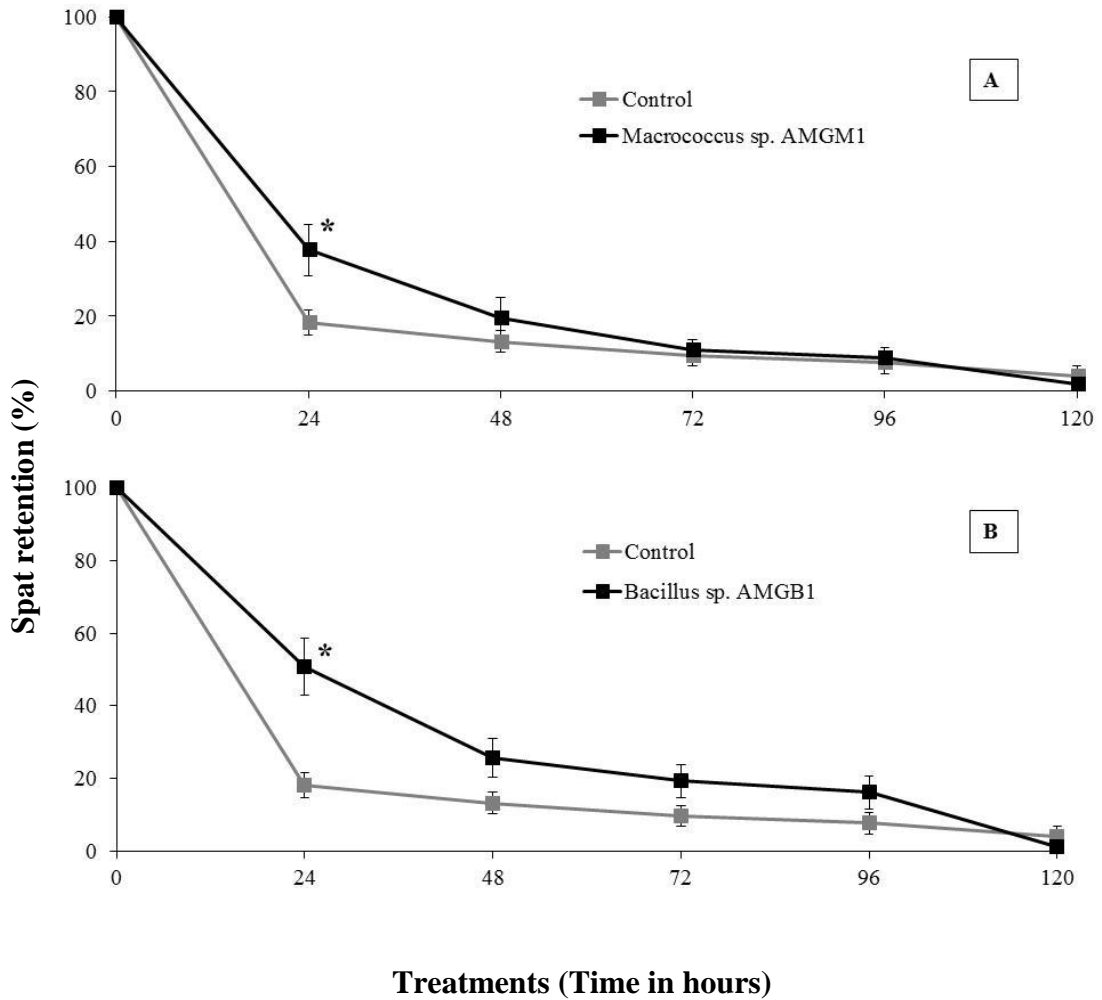 100
80
60
40
20
0
A
Control
Macrococcus sp. AMGM1
*
0 24 48 72 96 120
Spat retention (%)
100
80
60
40
20
0
B
Control
Bacillus sp. AMGB1
*
0 24 48 72 96 120
Treatments (Time in hours)